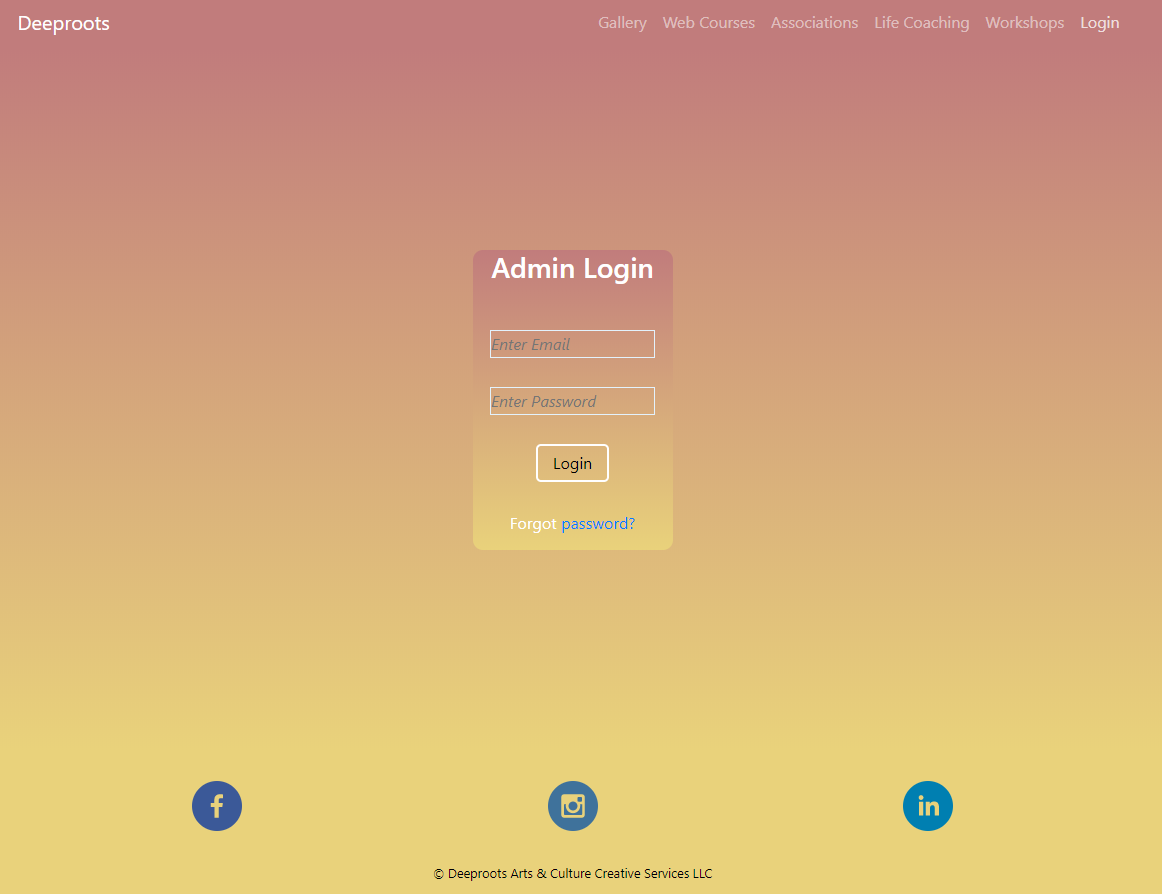 Deeproots
Gallery Web Courses Associations Life Coaching Workshops Login
Admin Login
Enter Email
Enter Password
Login
Forgot password?
© Deeproots Arts & Culture Creative Services LLC